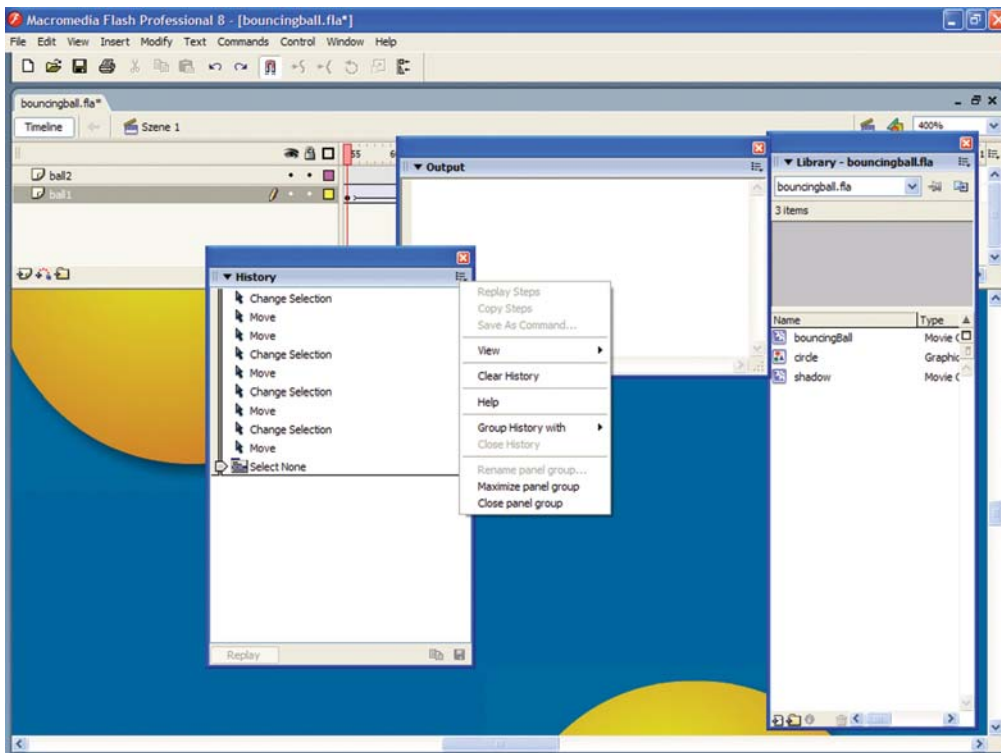 Macromedia Flash Professional 8 - [bouncingball.fla*]
File Edit View Insert Modify Text Commands Control Window Help
bouncingball.fla*
Timeline Szene 1 400%
55
ball2
ball1
Output
Library - bouncingball.fla
bouncingball.fla
3 items
Name Type
bouncingBall Movie
circle Graphic
shadow Movie
History
Change Selection
Move
Move
Change Selection
Move
Change Selection
Move
Change Selection
Move
Select None
Replay
Replay Steps
Copy Steps
Save As Command...
View
Clear History
Help
Group History with
Close History
Rename panel group...
Maximize panel group
Close panel group